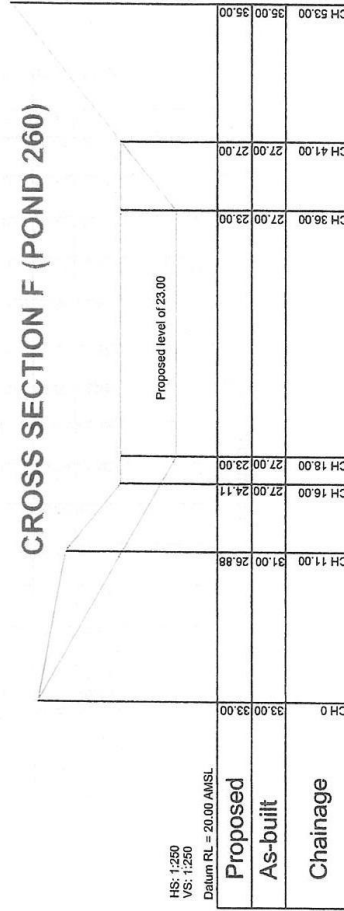 CROSS SECTION F (POND 260)
Proposed level of 23.00
HS: 1:250
VS: 1:250
Datum RL = 20.00 AMSL
Proposed 33.00 26.88 24.11 23.00 23.00 27.00 35.00
As-built 33.00 31.00 27.00 27.00 27.00 27.00 35.00
Chainage CH 0 CH 11.00 CH 16.00 CH 18.00 CH 36.00 CH 41.00 CH 53.00